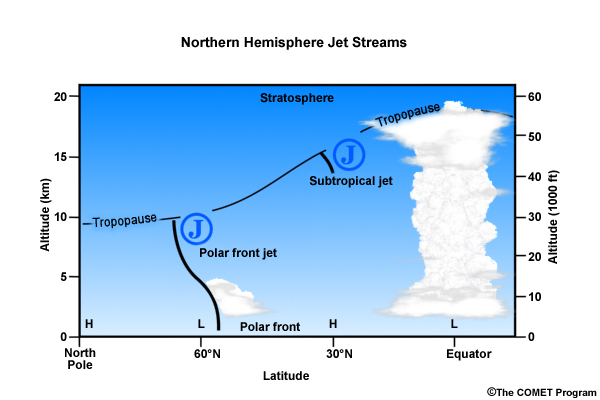 Northern Hemisphere Jet Streams
Stratosphere
20
15
10
5
0
Altitude (km)
60
50
40
30
20
10
0
Altitude (1000 ft)
Tropopause
J
Subtropical jet
Tropopause
J
Polar front jet
H
L
Polar front
H
L
North
Pole
60°N
30°N
Equator
Latitude
©The COMET Program